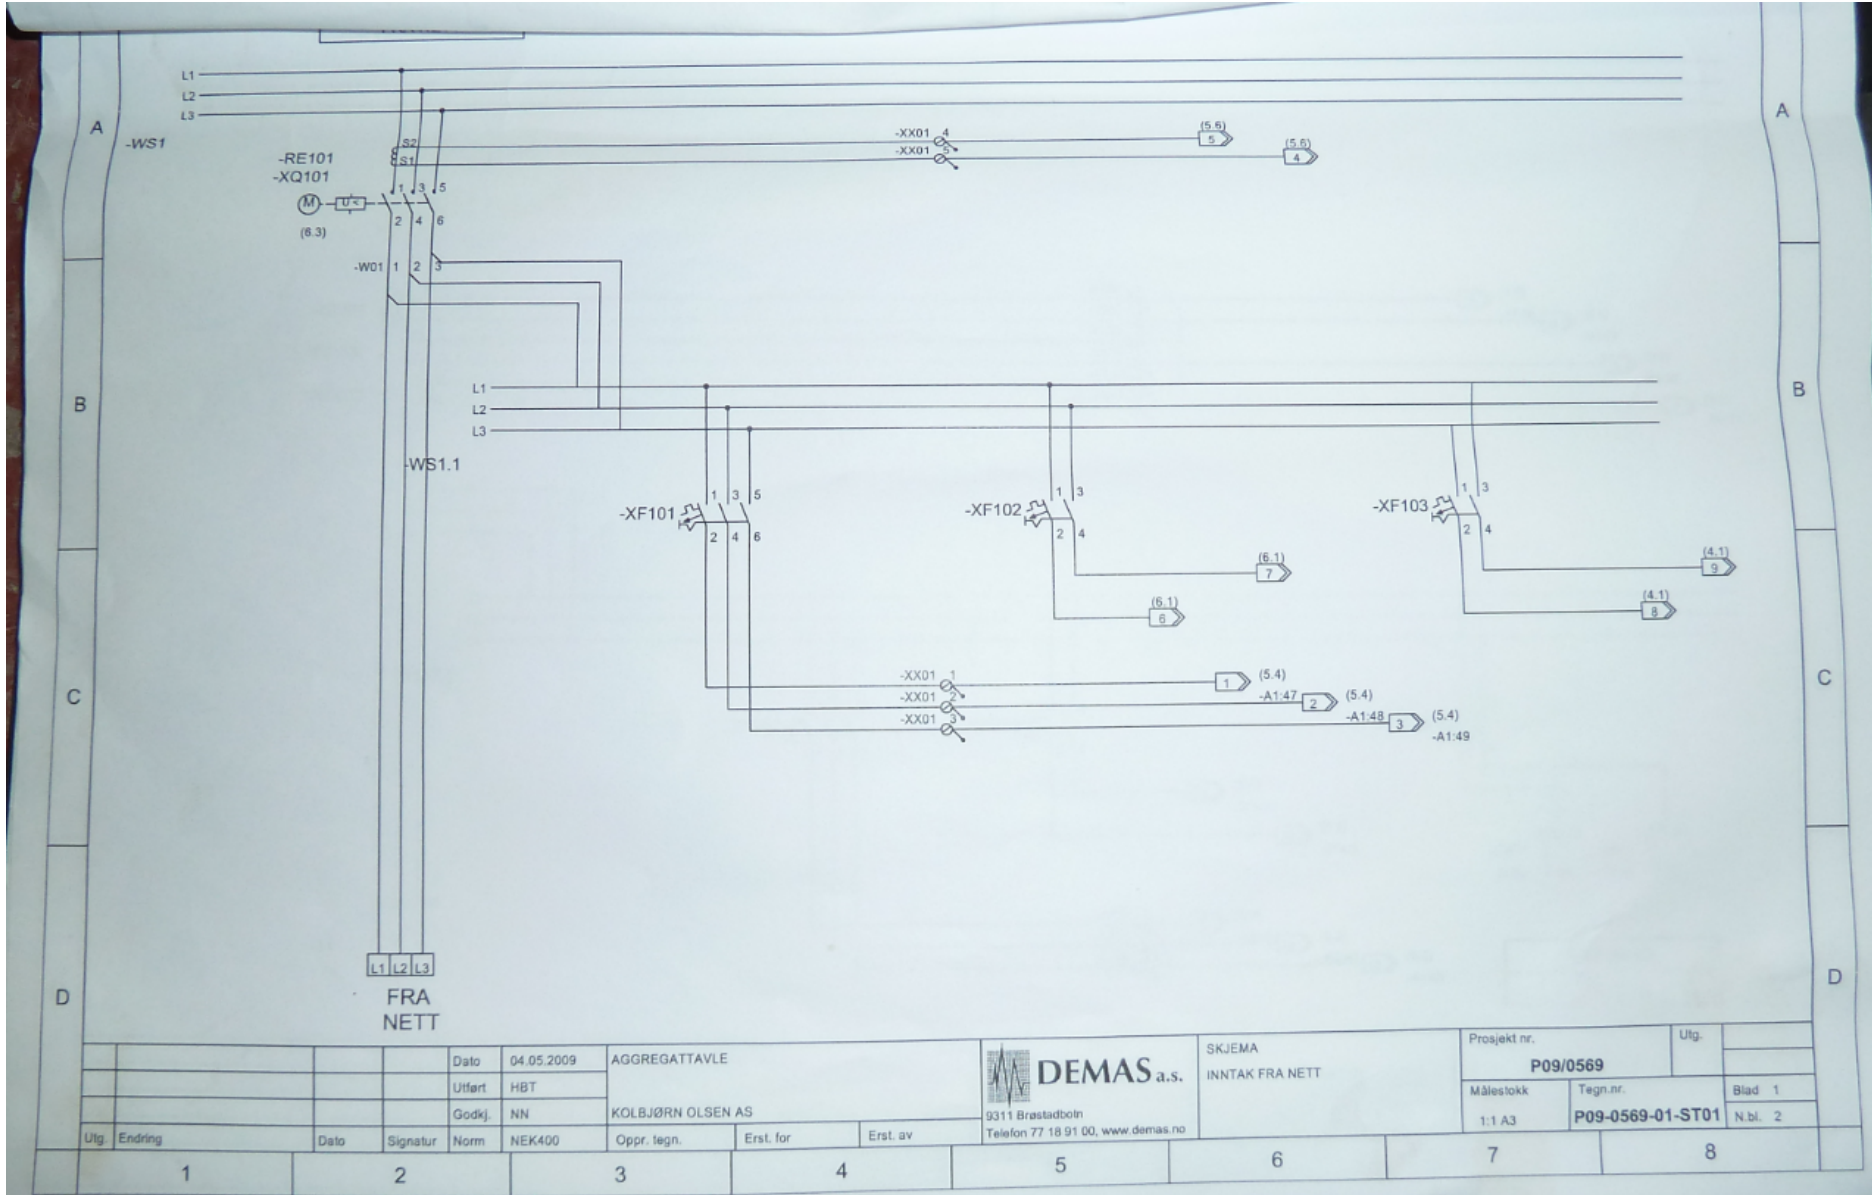 L1
L2
L3
A
A
-WS1
-XX01 4
(5.6)
5
-XX01 5
(5.6)
4
S2
S1
-RE101
-XQ101
1 3 5
M
U<
2 4 6
(6.3)
-W01 1 2 3
B
B
L1
L2
L3
-WS1.1
-XF101
1 3 5
2 4 6
-XF102
1 3
2 4
-XF103
1 3
2 4
(6.1)
7
(4.1)
9
(6.1)
6
(4.1)
8
C
C
-XX01 1
1
(5.4)
-A1:47
-XX01 2
2
(5.4)
-A1:48
-XX01 3
3
(5.4)
-A1:49
D
D
L1 L2 L3
FRA
NETT
Dato 04.05.2009
Utført HBT
Godkj. NN
Norm NEK400
Utg. Endring Dato Signatur
AGGREGATTAVLE
KOLBJØRN OLSEN AS
Oppr. tegn. Erst. for Erst. av
DEMAS a.s.
9311 Brøstadbotn
Telefon 77 18 91 00, www.demas.no
SKJEMA
INNTAK FRA NETT
Prosjekt nr.
P09/0569
Utg.
Målestokk
1:1 A3
Tegn.nr.
P09-0569-01-ST01
Blad 1
N.bl. 2
1 2 3 4 5 6 7 8